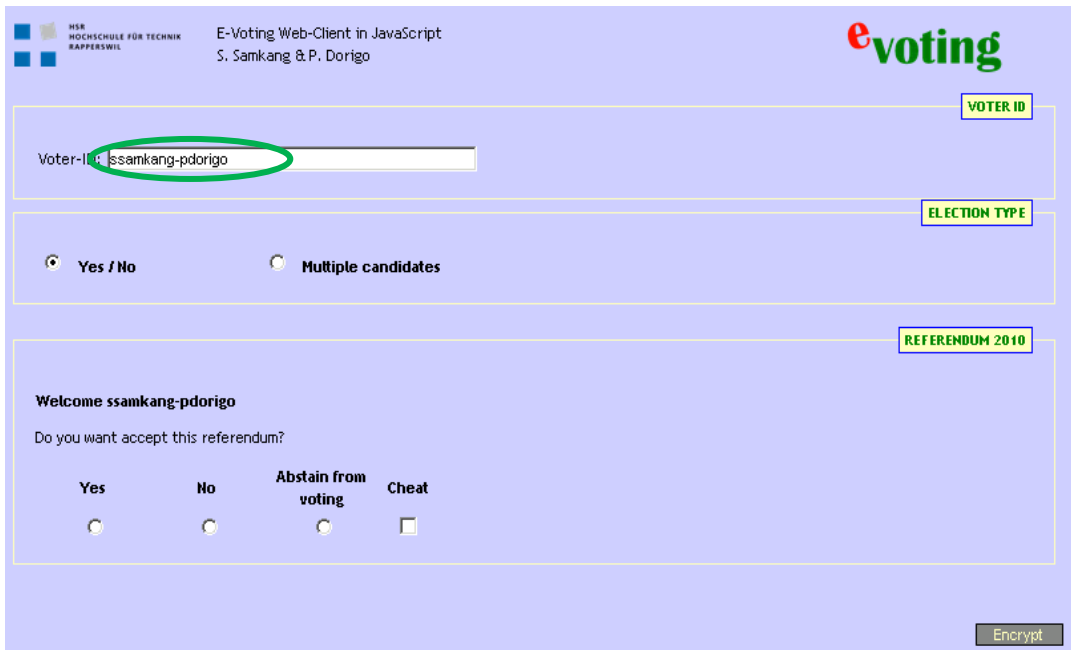 HSR
HOCHSCHULE FÜR TECHNIK
RAPPERSWIL
E-Voting Web-Client in JavaScript
S. Samkang & P. Dorigo
evoting
VOTER ID
Voter-ID: ssamkang-pdorigo
ELECTION TYPE
Yes / No Multiple candidates
REFERENDUM 2010
Welcome ssamkang-pdorigo
Do you want accept this referendum?
Yes No Abstain from voting Cheat
Encrypt